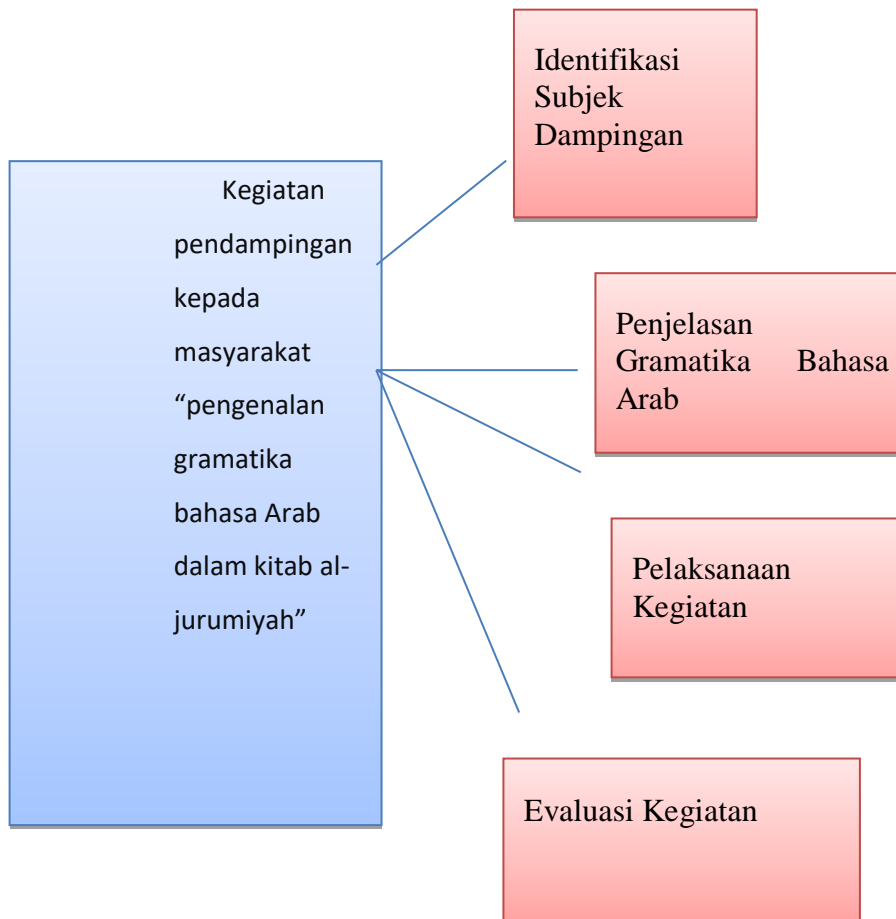 Kegiatan
pendampingan
kepada
masyarakat
“pengenalan
gramatika
bahasa Arab
dalam kitab al-
jurumiyah”
Identifikasi
Subjek
Dampingan
Penjelasan
Gramatika Bahasa
Arab
Pelaksanaan
Kegiatan
Evaluasi Kegiatan